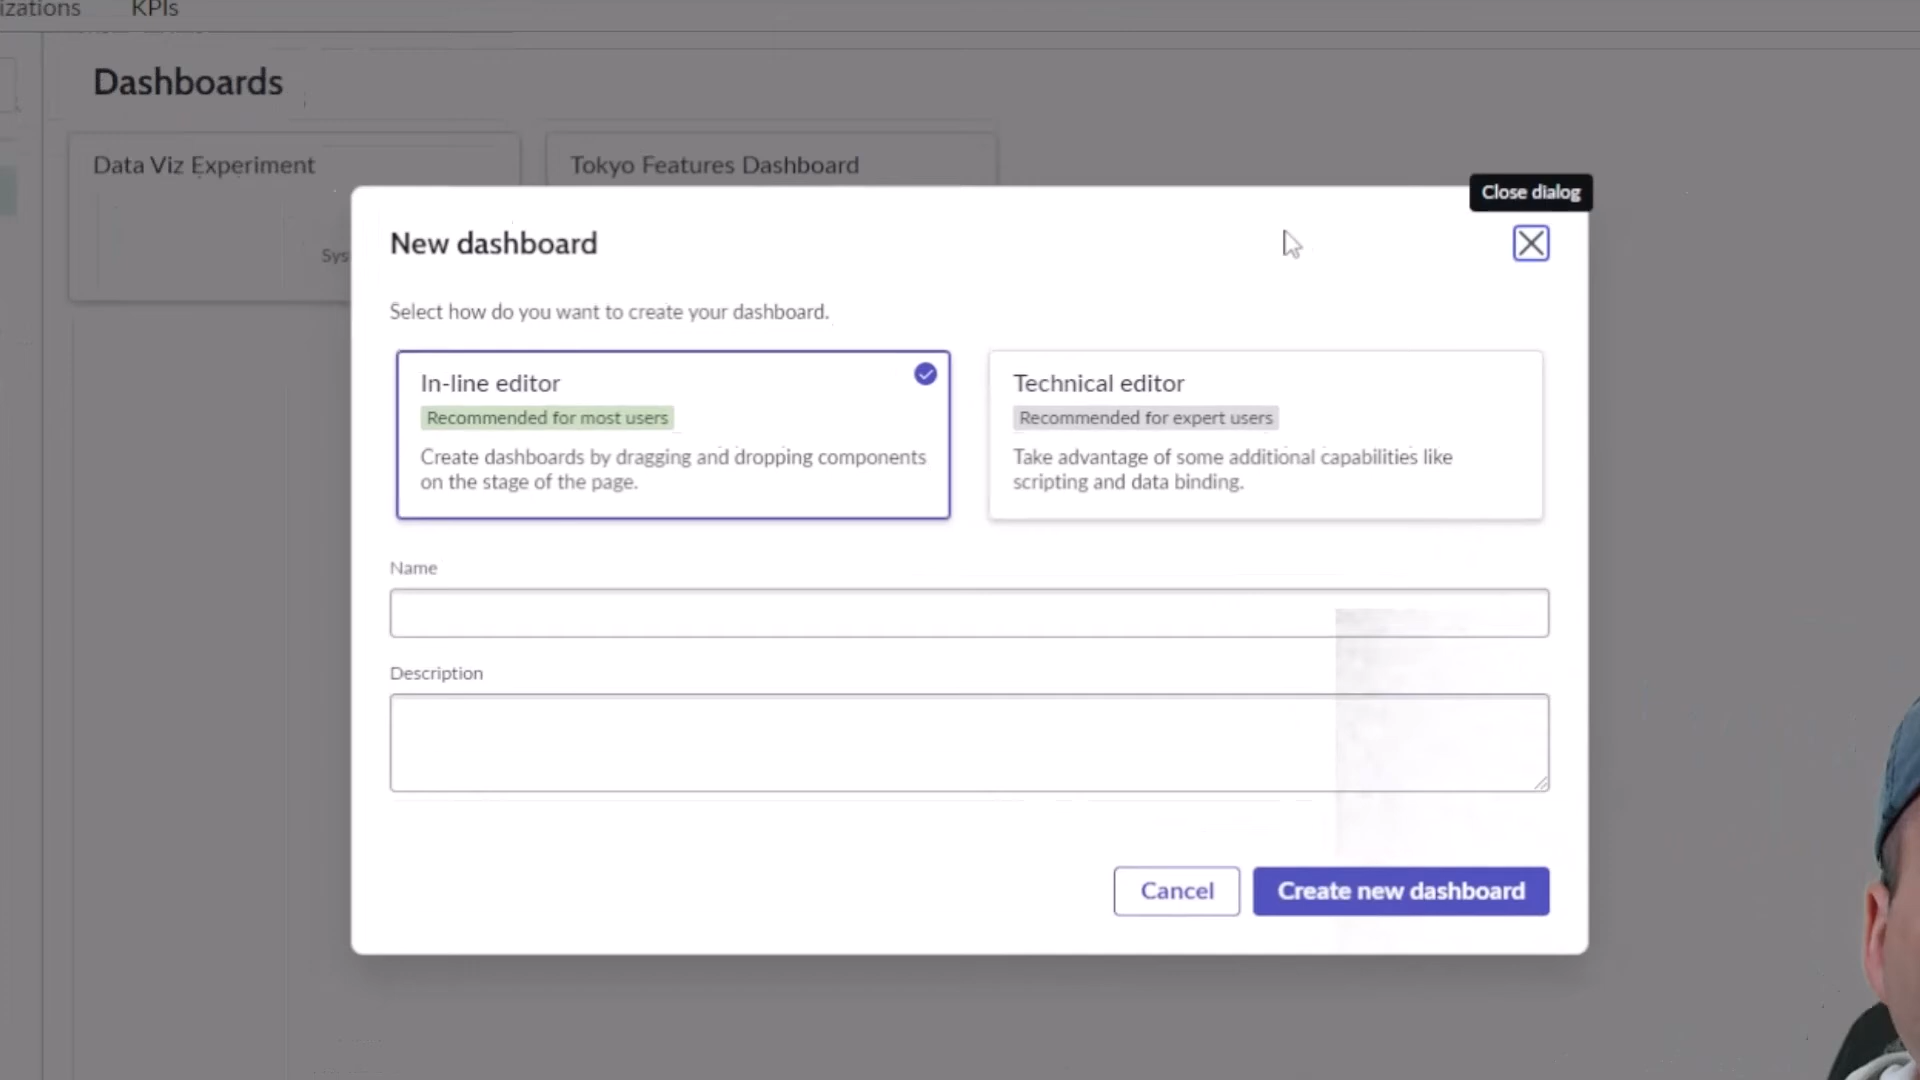 izations KPIs
Dashboards
Data Viz Experiment
Tokyo Features Dashboard
Sys
Close dialog
New dashboard
Select how do you want to create your dashboard.
In-line editor
Recommended for most users
Create dashboards by dragging and dropping components
on the stage of the page.
Technical editor
Recommended for expert users
Take advantage of some additional capabilities like
scripting and data binding.
Name
Description
Cancel
Create new dashboard